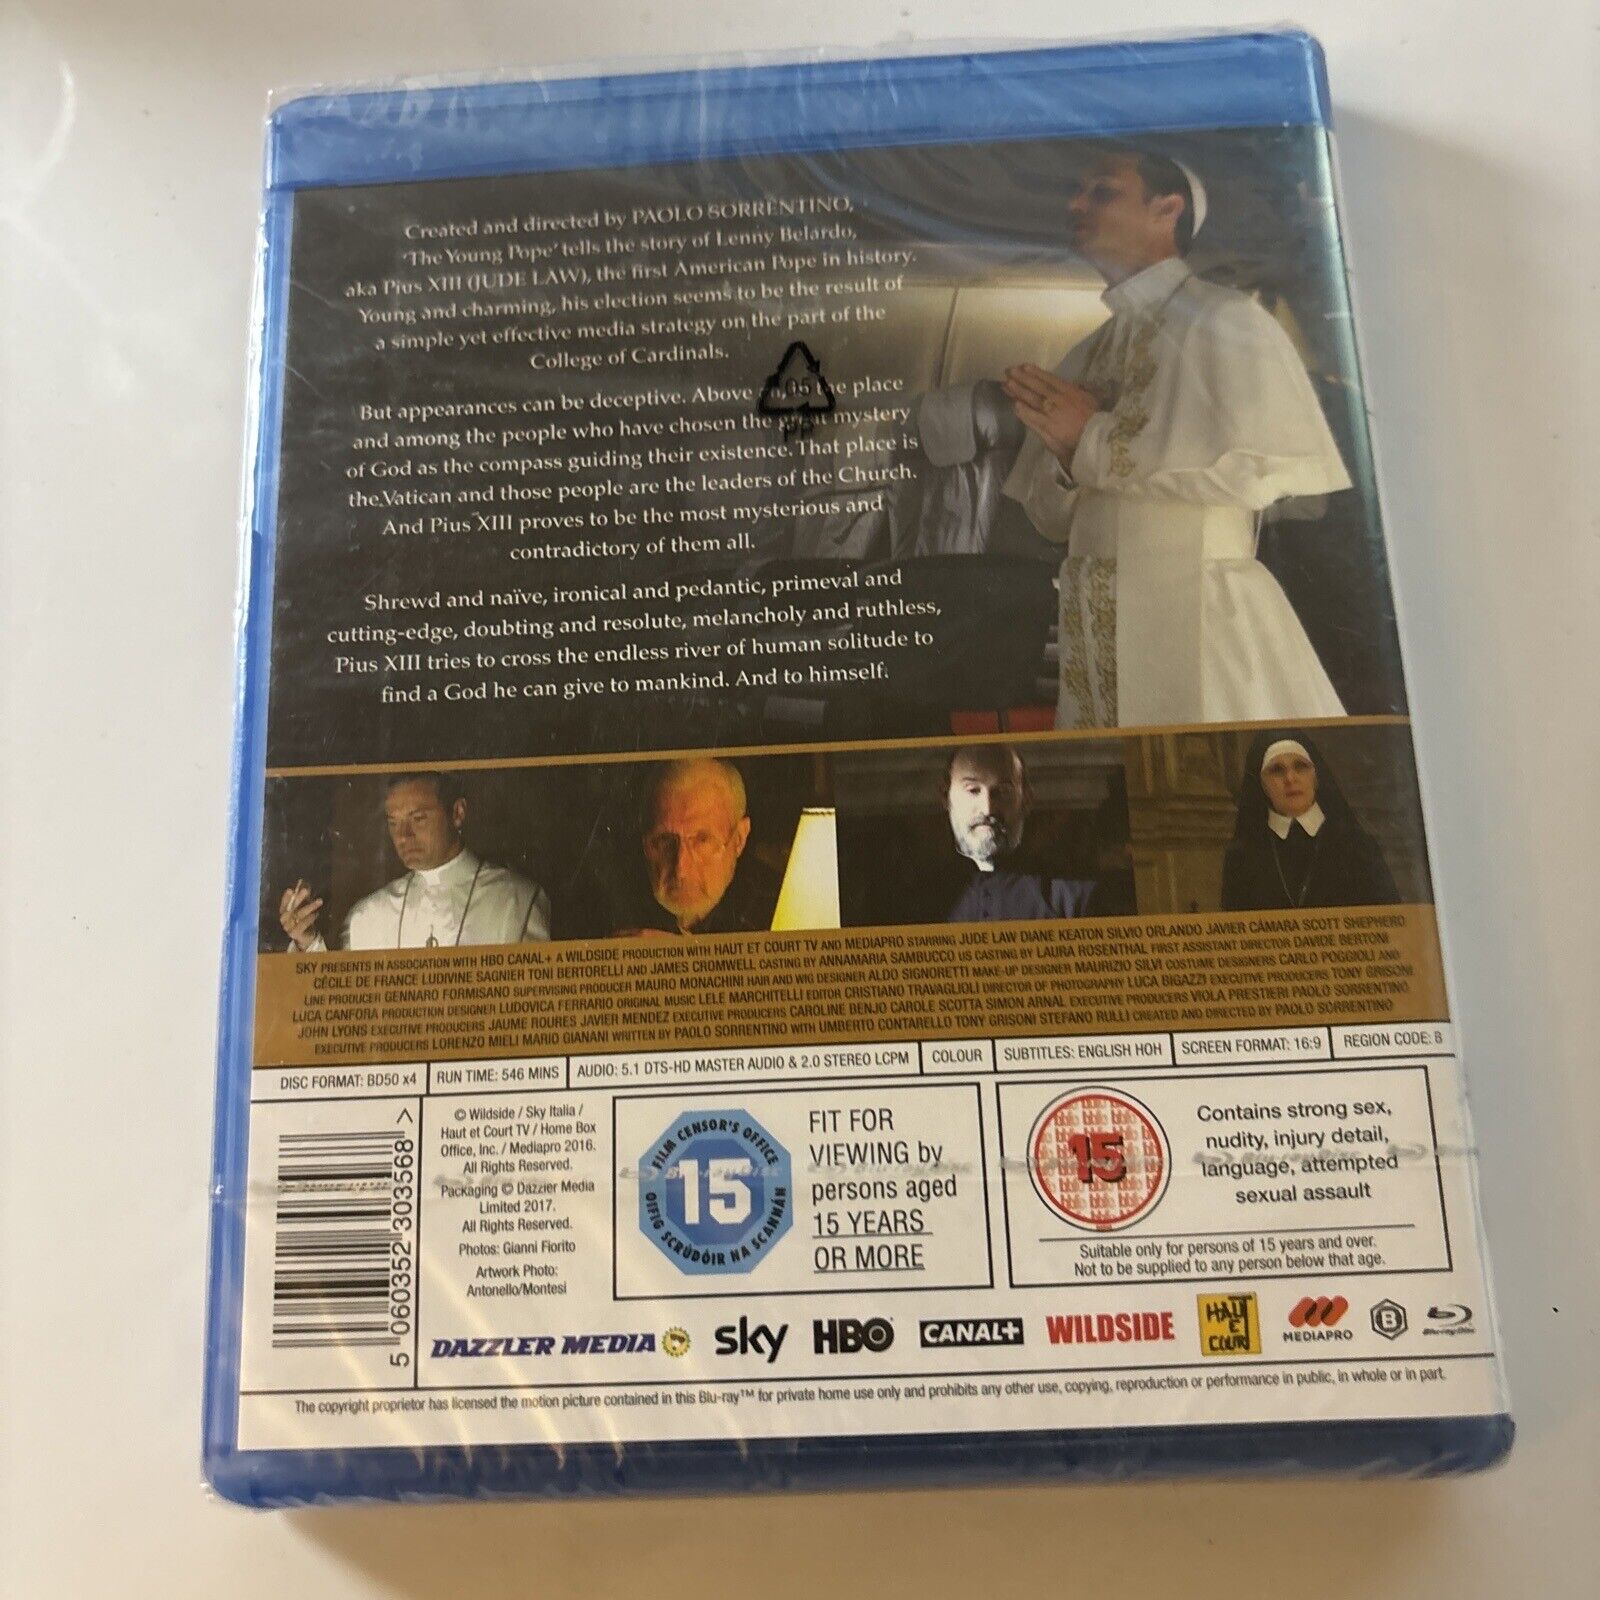 Created and directed by PAOLO SORRENTINO,
'The Young Pope' tells the story of Lenny Belardo,
aka Pius XIII (JUDE LAW), the first American Pope in history.
Young and charming, his election seems to be the result of
a simple yet effective media strategy on the part of the
College of Cardinals.
But appearances can be deceptive. Above all, the place
and among the people who have chosen the great mystery
of God as the compass guiding their existence. That place is
the Vatican and those people are the leaders of the Church.
And Pius XIII proves to be the most mysterious and
contradictory of them all.
05
PP
Shrewd and naïve, ironical and pedantic, primeval and
cutting-edge, doubting and resolute, melancholy and ruthless,
Pius XIII tries to cross the endless river of human solitude to
find a God he can give to mankind. And to himself.
SKY PRESENTS IN ASSOCIATION WITH HBO CANAL+ A WILDSIDE PRODUCTION WITH HAUT ET COURT TV AND MEDIAPRO STARRING JUDE LAW DIANE KEATON SILVIO ORLANDO JAVIER CÁMARA SCOTT SHEPHERD
CÉCILE DE FRANCE LUDIVINE SAGNIER TONI BERTORELLI AND JAMES CROMWELL CASTING BY ANNAMARIA SAMBUCCO US CASTING BY LAURA ROSENTHAL FIRST ASSISTANT DIRECTOR DAVIDE BERTONI
LINE PRODUCER GENNARO FORMISANO SUPERVISING PRODUCER MAURO MONACHINI HAIR AND WIG DESIGNER ALDO SIGNORETTI MAKE-UP DESIGNER MAURIZIO SILVI COSTUME DESIGNERS CARLO POGGIOLI AND
LUCA CANFORA PRODUCTION DESIGNER LUDOVICA FERRARIO ORIGINAL MUSIC LELE MARCHITELLI EDITOR CRISTIANO TRAVAGLIOLI DIRECTOR OF PHOTOGRAPHY LUCA BIGAZZI EXECUTIVE PRODUCERS TONY GRISONI
JOHN LYONS EXECUTIVE PRODUCERS JAUME ROURES JAVIER MENDEZ EXECUTIVE PRODUCERS CAROLINE BENJO CAROLE SCOTTA SIMON ARNAL EXECUTIVE PRODUCERS VIOLA PRESTIERI PAOLO SORRENTINO
EXECUTIVE PRODUCERS LORENZO MIELI MARIO GIANANI WRITTEN BY PAOLO SORRENTINO WITH UMBERTO CONTARELLO TONY GRISONI STEFANO RULLI CREATED AND DIRECTED BY PAOLO SORRENTINO
DISC FORMAT: BD50 x4 RUN TIME: 546 MINS AUDIO: 5.1 DTS-HD MASTER AUDIO & 2.0 STEREO LCPM COLOUR SUBTITLES: ENGLISH HOH SCREEN FORMAT: 16:9 REGION CODE: B
5 060352 303568 >
© Wildside / Sky Italia /
Haut et Court TV / Home Box
Office, Inc. / Mediapro 2016.
All Rights Reserved.
Packaging © Dazzler Media
Limited 2017.
All Rights Reserved.
Photos: Gianni Fiorito
Artwork Photo:
Antonello/Montesi
FILM CENSOR'S OFFICE
15
OIFIG SCRÚDÓIR NA SCANNÁN
FIT FOR
VIEWING by
persons aged
15 YEARS
OR MORE
15
Contains strong sex,
nudity, injury detail,
language, attempted
sexual assault
Suitable only for persons of 15 years and over.
Not to be supplied to any person below that age.
DAZZLER MEDIA sky HBO CANAL+ WILDSIDE
HAUT
ET
COURT
MEDIAPRO
B
Blu-ray Disc
The copyright proprietor has licensed the motion picture contained in this Blu-ray™ for private home use only and prohibits any other use, copying, reproduction or performance in public, in whole or in part.